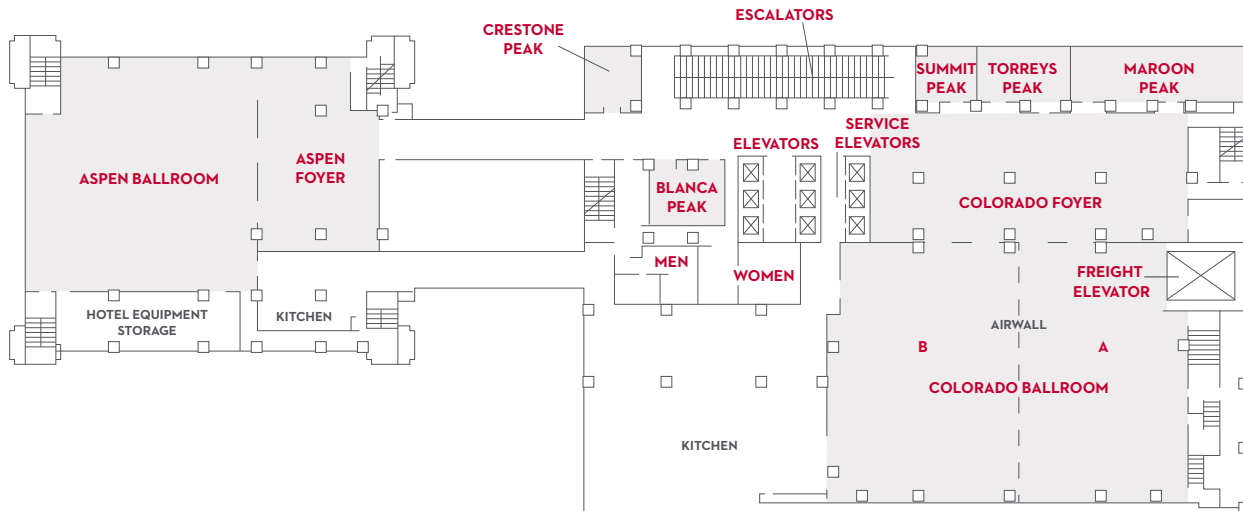 ESCALATORS
CRESTONE
PEAK
SUMMIT
PEAK
TORREYS
PEAK
MAROON
PEAK
SERVICE
ELEVATORS
ELEVATORS
ASPEN BALLROOM
ASPEN
FOYER
BLANCA
PEAK
COLORADO FOYER
MEN
WOMEN
FREIGHT
ELEVATOR
HOTEL EQUIPMENT
STORAGE
KITCHEN
AIRWALL
B
A
COLORADO BALLROOM
KITCHEN